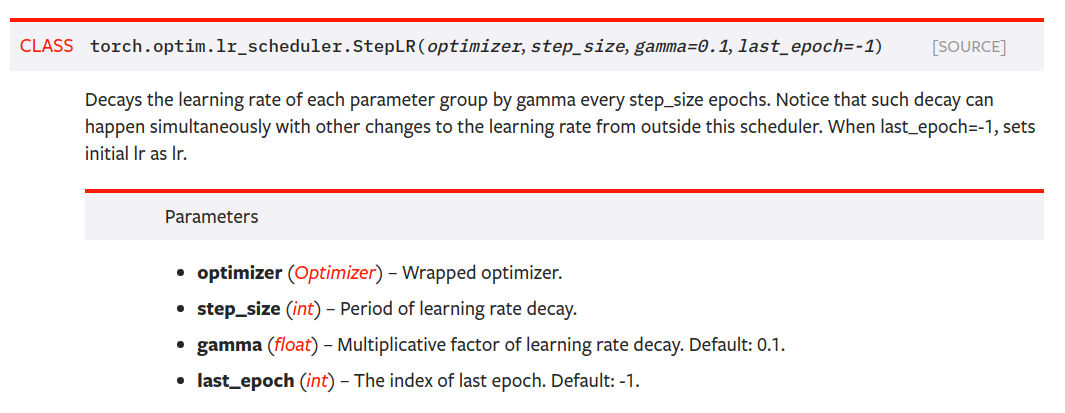 CLASS torch.optim.lr_scheduler.StepLR(optimizer, step_size, gamma=0.1, last_epoch=-1) [SOURCE]
Decays the learning rate of each parameter group by gamma every step_size epochs. Notice that such decay can
happen simultaneously with other changes to the learning rate from outside this scheduler. When last_epoch=-1, sets
initial lr as lr.
Parameters
• optimizer (Optimizer) – Wrapped optimizer.
• step_size (int) – Period of learning rate decay.
• gamma (float) – Multiplicative factor of learning rate decay. Default: 0.1.
• last_epoch (int) – The index of last epoch. Default: -1.